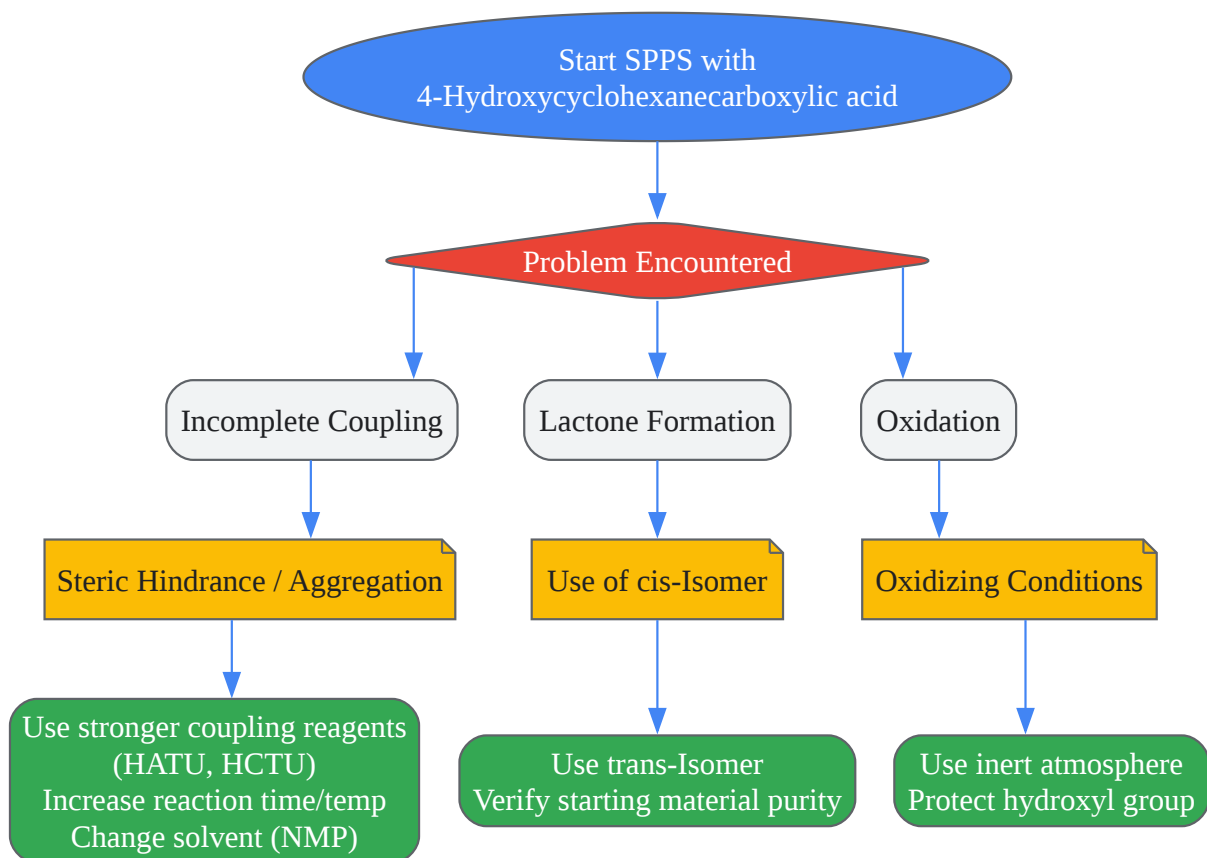 Start SPPS with
4-Hydroxycyclohexanecarboxylic acid
Problem Encountered
Incomplete Coupling
Lactone Formation
Oxidation
Steric Hindrance / Aggregation
Use of cis-Isomer
Oxidizing Conditions
Use stronger coupling reagents
(HATU, HCTU)
Increase reaction time/temp
Change solvent (NMP)
Use trans-Isomer
Verify starting material purity
Use inert atmosphere
Protect hydroxyl group